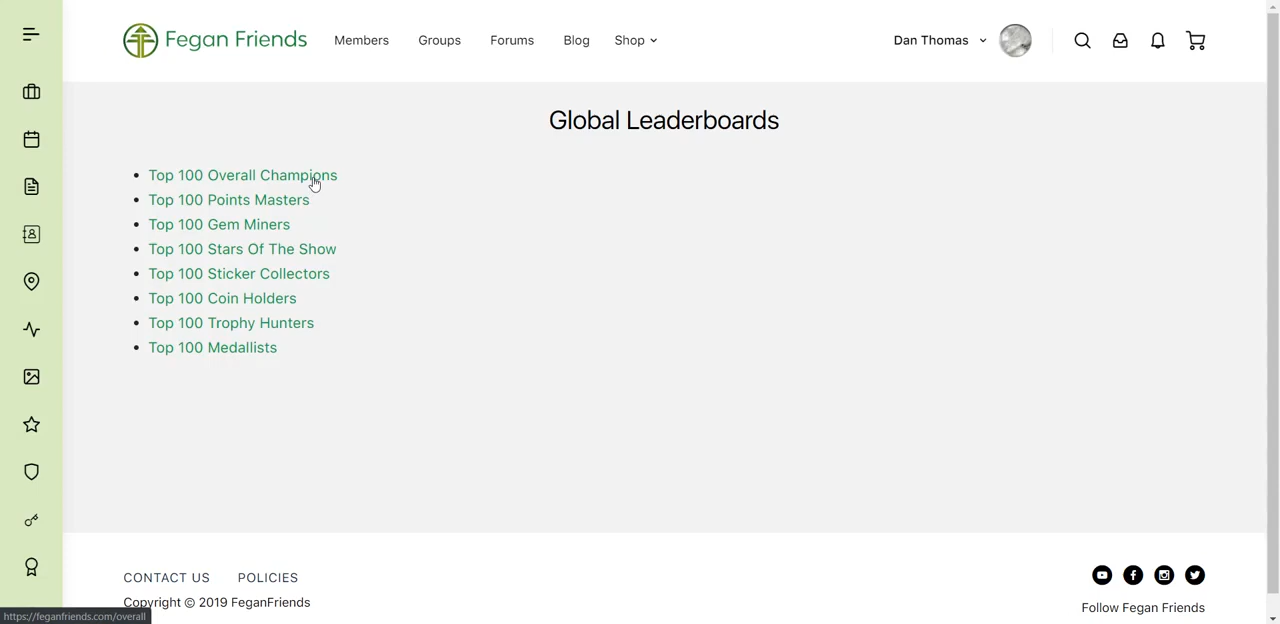 Fegan Friends Members Groups Forums Blog Shop Dan Thomas
Global Leaderboards
Top 100 Overall Champions
Top 100 Points Masters
Top 100 Gem Miners
Top 100 Stars Of The Show
Top 100 Sticker Collectors
Top 100 Coin Holders
Top 100 Trophy Hunters
Top 100 Medallists
CONTACT US POLICIES
Copyright © 2019 FeganFriends
Follow Fegan Friends
https://feganfriends.com/overall